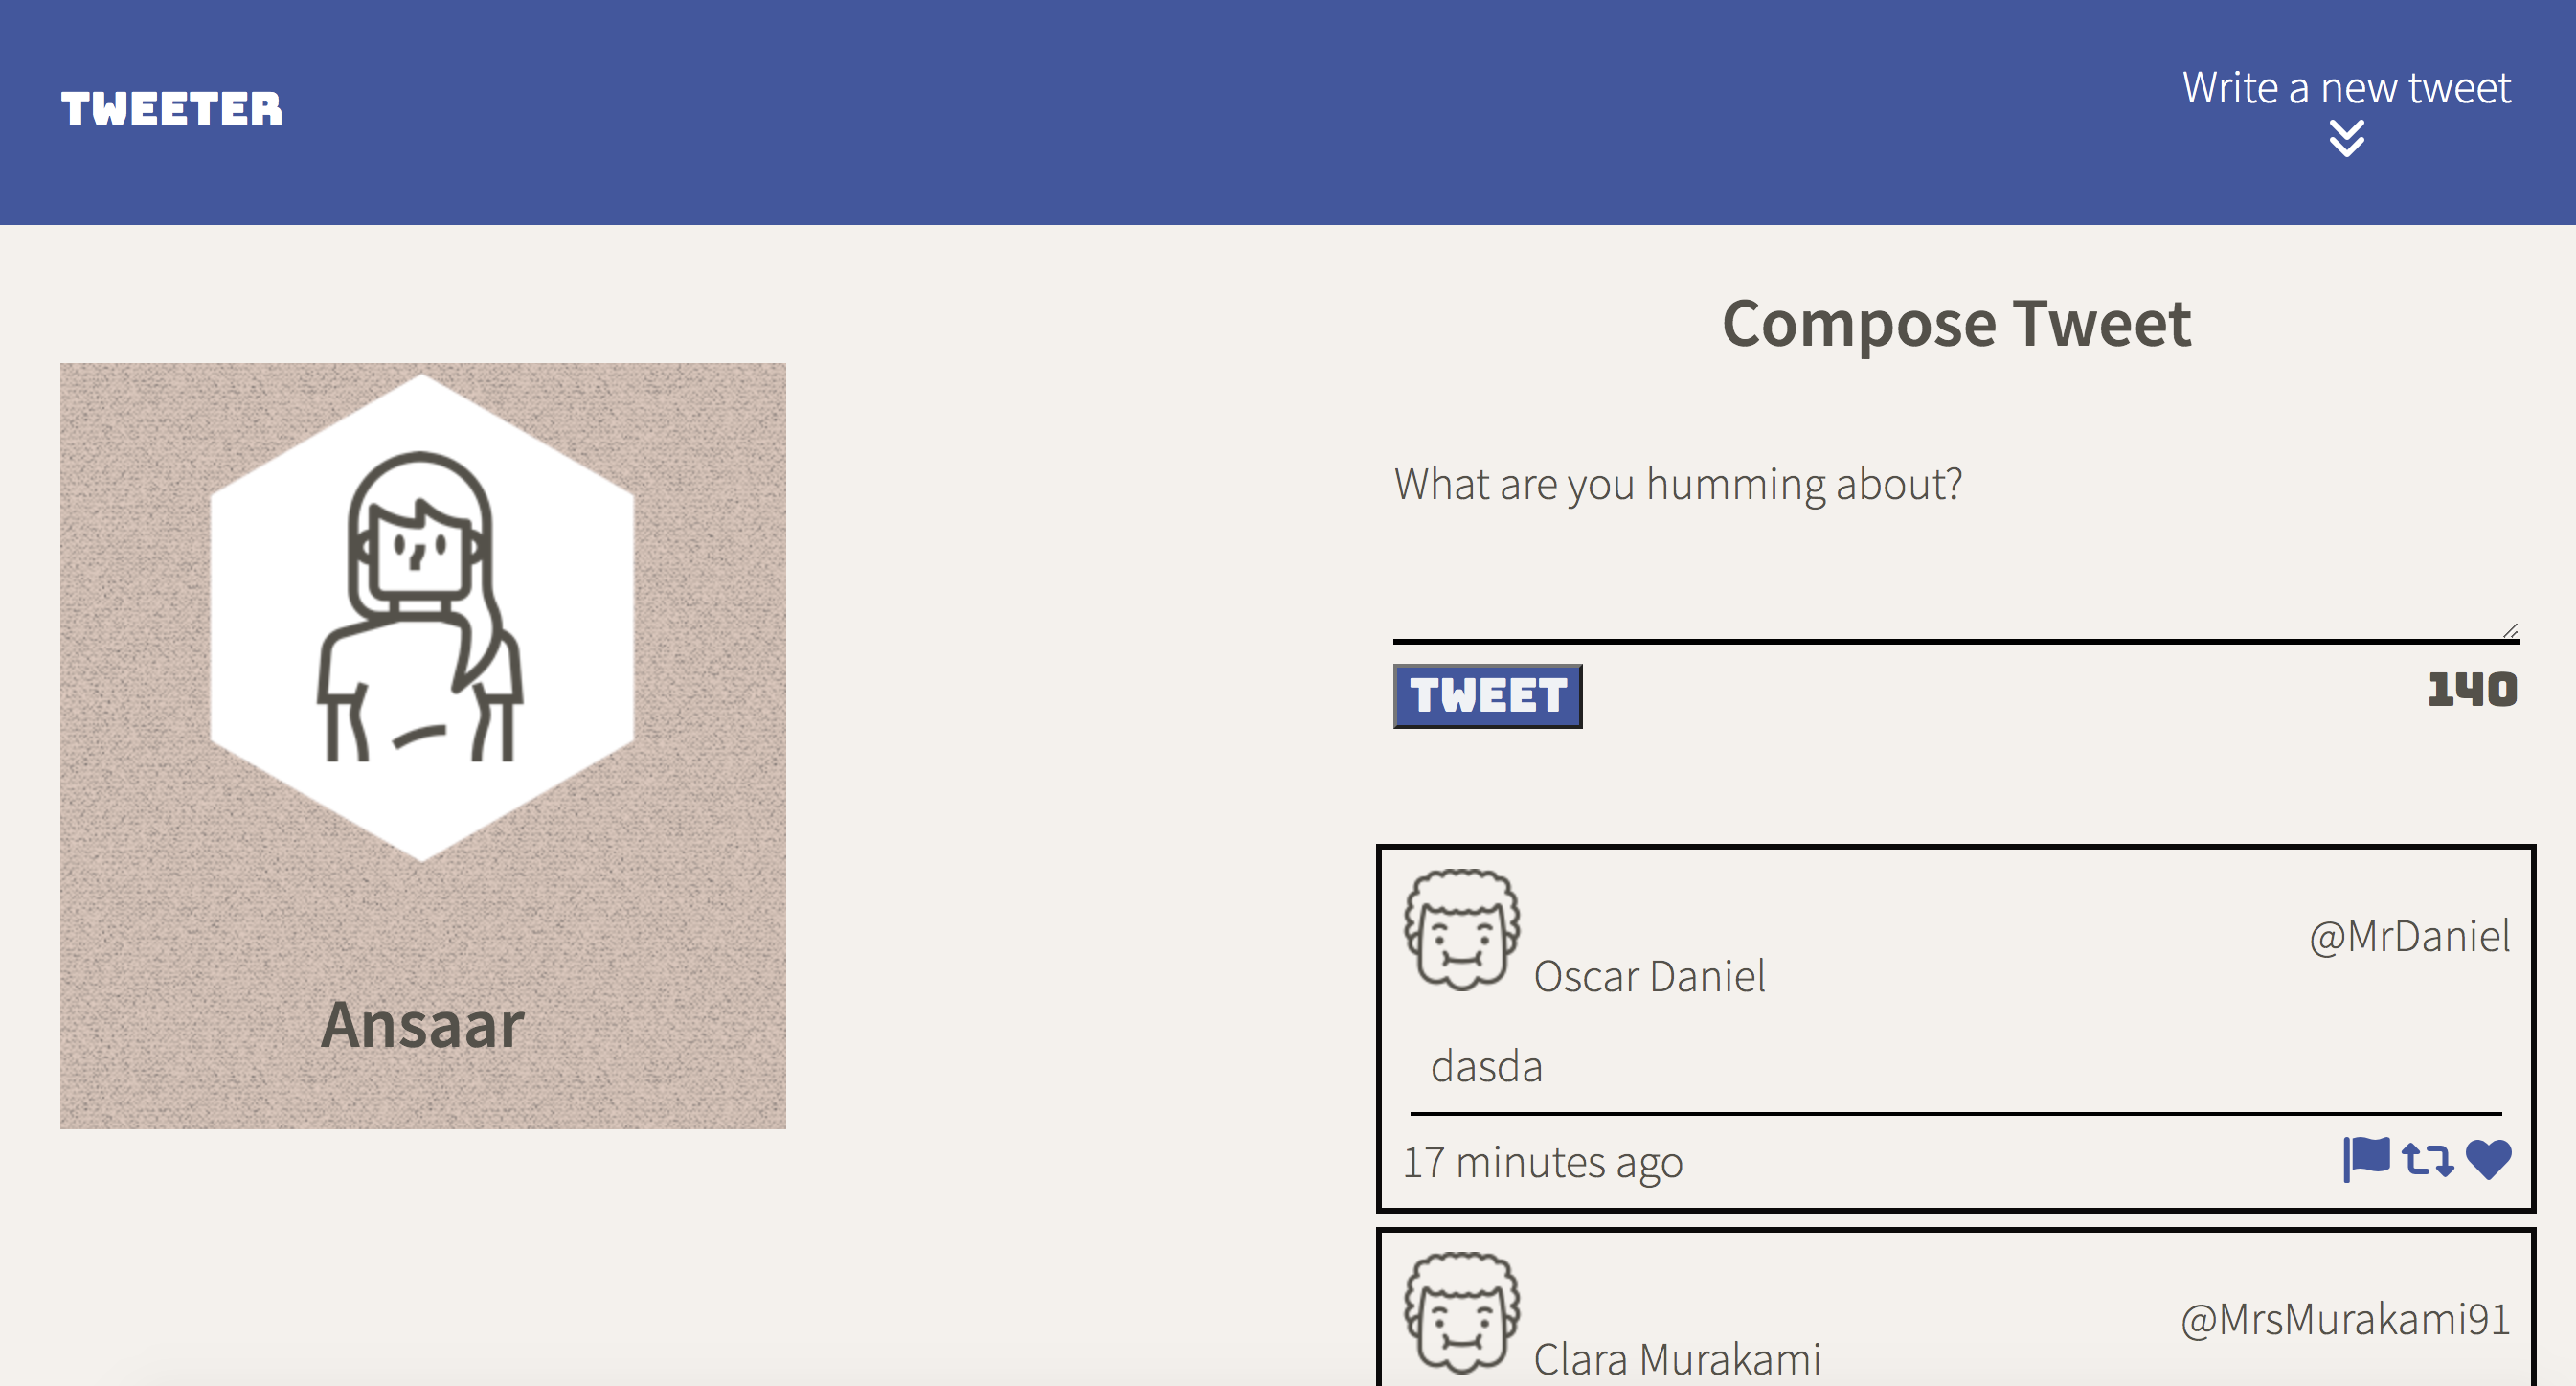 TWEETER
Write a new tweet
Ansaar
Compose Tweet
What are you humming about?
TWEET
140
Oscar Daniel
@MrDaniel
dasda
17 minutes ago
Clara Murakami
@MrsMurakami91